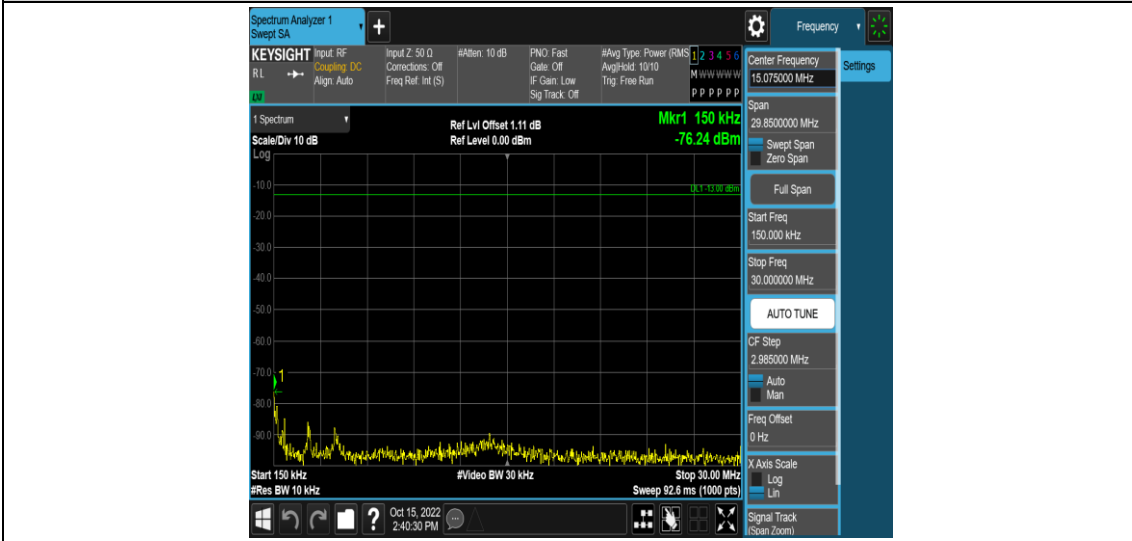 Spectrum Analyzer 1
Swept SA
+
Frequency
KEYSIGHT
RL
Input: RF
Coupling: DC
Align: Auto
Input Z: 50 Ω
Corrections: Off
Freq Ref: Int (S)
#Atten: 10 dB
PNO: Fast
Gate: Off
IF Gain: Low
Sig Track: Off
#Avg Type: Power (RMS
Avg|Hold: 10/10
Trig: Free Run
1 2 3 4 5 6
M W W W W W
P P P P P P
1 Spectrum
Scale/Div 10 dB
Log
Ref Lvl Offset 1.11 dB
Ref Level 0.00 dBm
Mkr1 150 kHz
-76.24 dBm
DL1 -13.00 dBm
-10.0
-20.0
-30.0
-40.0
-50.0
-60.0
-70.0
-80.0
-90.0
1
Start 150 kHz
#Res BW 10 kHz
#Video BW 30 kHz
Stop 30.00 MHz
Sweep 92.6 ms (1000 pts)
?
Oct 15, 2022
2:40:30 PM
Center Frequency
15.075000 MHz
Settings
Span
29.8500000 MHz
Swept Span
Zero Span
Full Span
Start Freq
150.000 kHz
Stop Freq
30.000000 MHz
AUTO TUNE
CF Step
2.985000 MHz
Auto
Man
Freq Offset
0 Hz
X Axis Scale
Log
Lin
Signal Track
(Span Zoom)